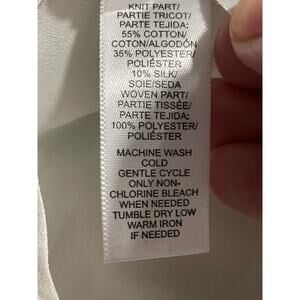 KNIT PART/
PARTIE TRICOT/
PARTE TEJIDA:
55% COTTON/
COTON/ALGODÓN
35% POLYESTER/
POLIÉSTER
10% SILK/
SOIE/SEDA
WOVEN PART/
PARTIE TISSÉE/
PARTE TEJIDA:
100% POLYESTER/
POLIÉSTER
MACHINE WASH
COLD
GENTLE CYCLE
ONLY NON-
CHLORINE BLEACH
WHEN NEEDED
TUMBLE DRY LOW
WARM IRON
IF NEEDED